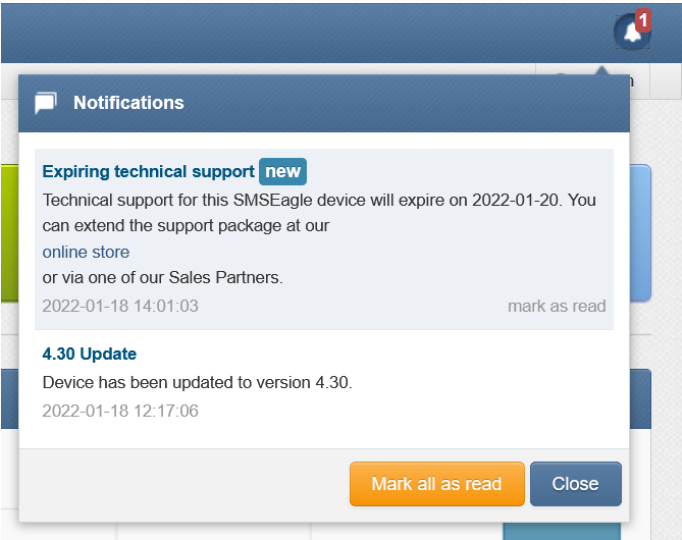 1
Notifications
Expiring technical support new
Technical support for this SMSEagle device will expire on 2022-01-20. You
can extend the support package at our
online store
or via one of our Sales Partners.
2022-01-18 14:01:03 mark as read
4.30 Update
Device has been updated to version 4.30.
2022-01-18 12:17:06
Mark all as read Close